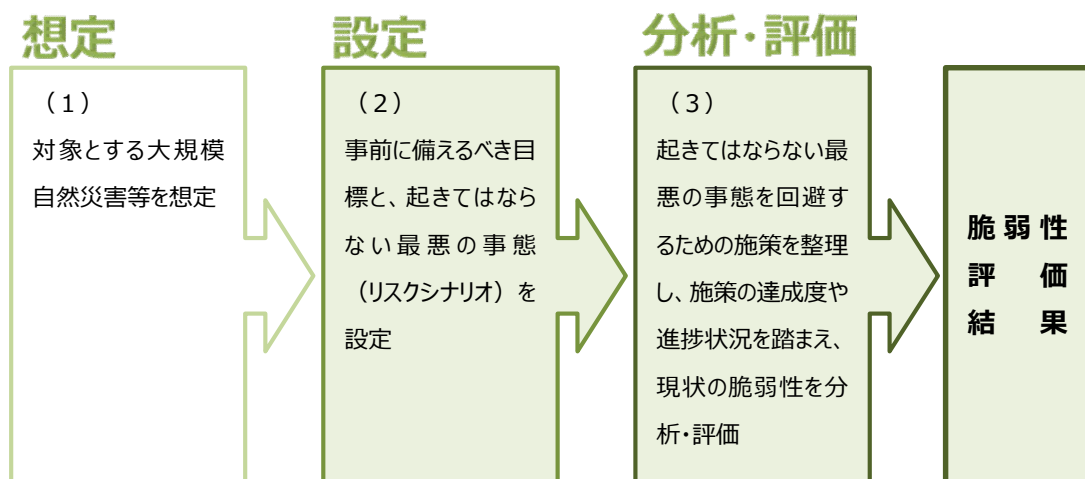 想定
(1)
対象とする大規模
自然災害等を想定
設定
(2)
事前に備えるべき目
標と、起きてはなら
ない最悪の事態
(リスクシナリオ)を
設定
分析・評価
(3)
起きてはならない最
悪の事態を回避す
るための施策を整理
し、施策の達成度や
進捗状況を踏まえ、
現状の脆弱性を分
析・評価
脆弱性
評価
結果